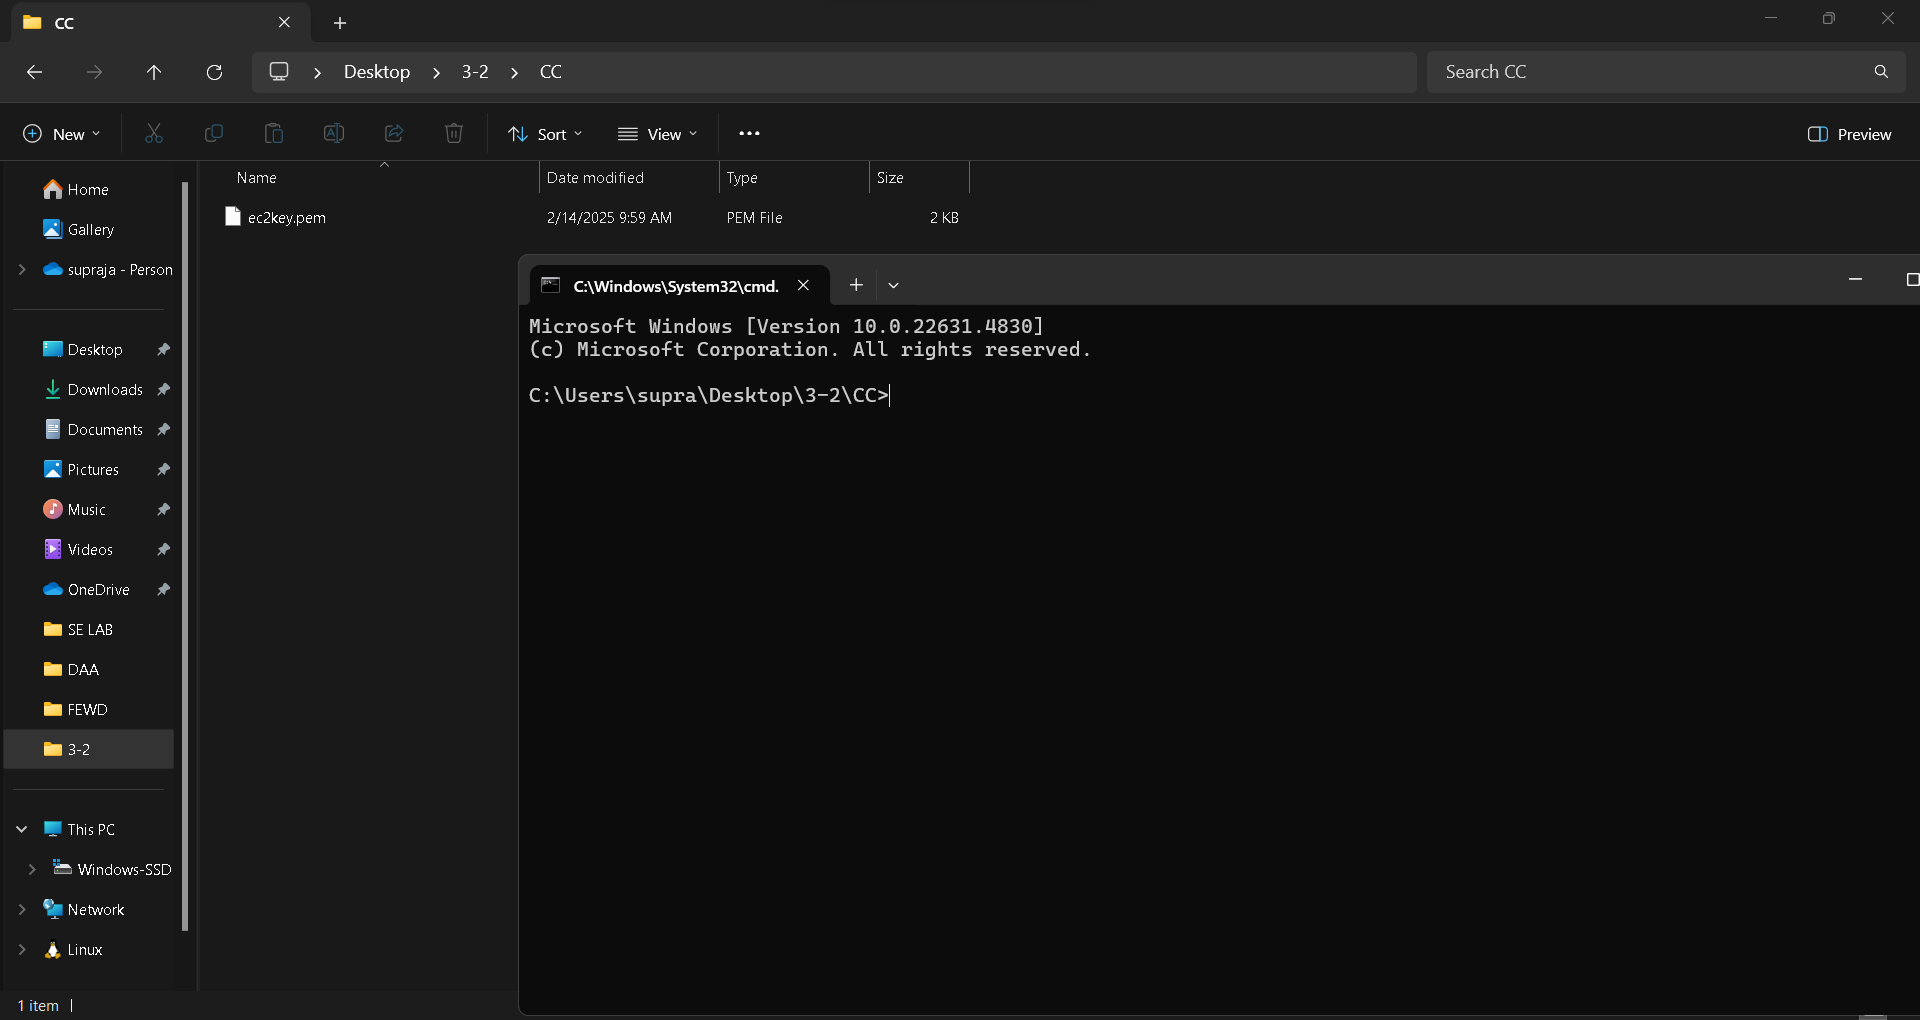 CC
Desktop > 3-2 > CC
Search CC
New
Sort
View
Preview
Name
Date modified
Type
Size
ec2key.pem
2/14/2025 9:59 AM
PEM File
2 KB
Home
Gallery
supraja - Person
Desktop
Downloads
Documents
Pictures
Music
Videos
OneDrive
SE LAB
DAA
FEWD
3-2
This PC
Windows-SSD
Network
Linux
1 item
C:\Windows\System32\cmd.
Microsoft Windows [Version 10.0.22631.4830]
(c) Microsoft Corporation. All rights reserved.
C:\Users\supra\Desktop\3-2\CC>